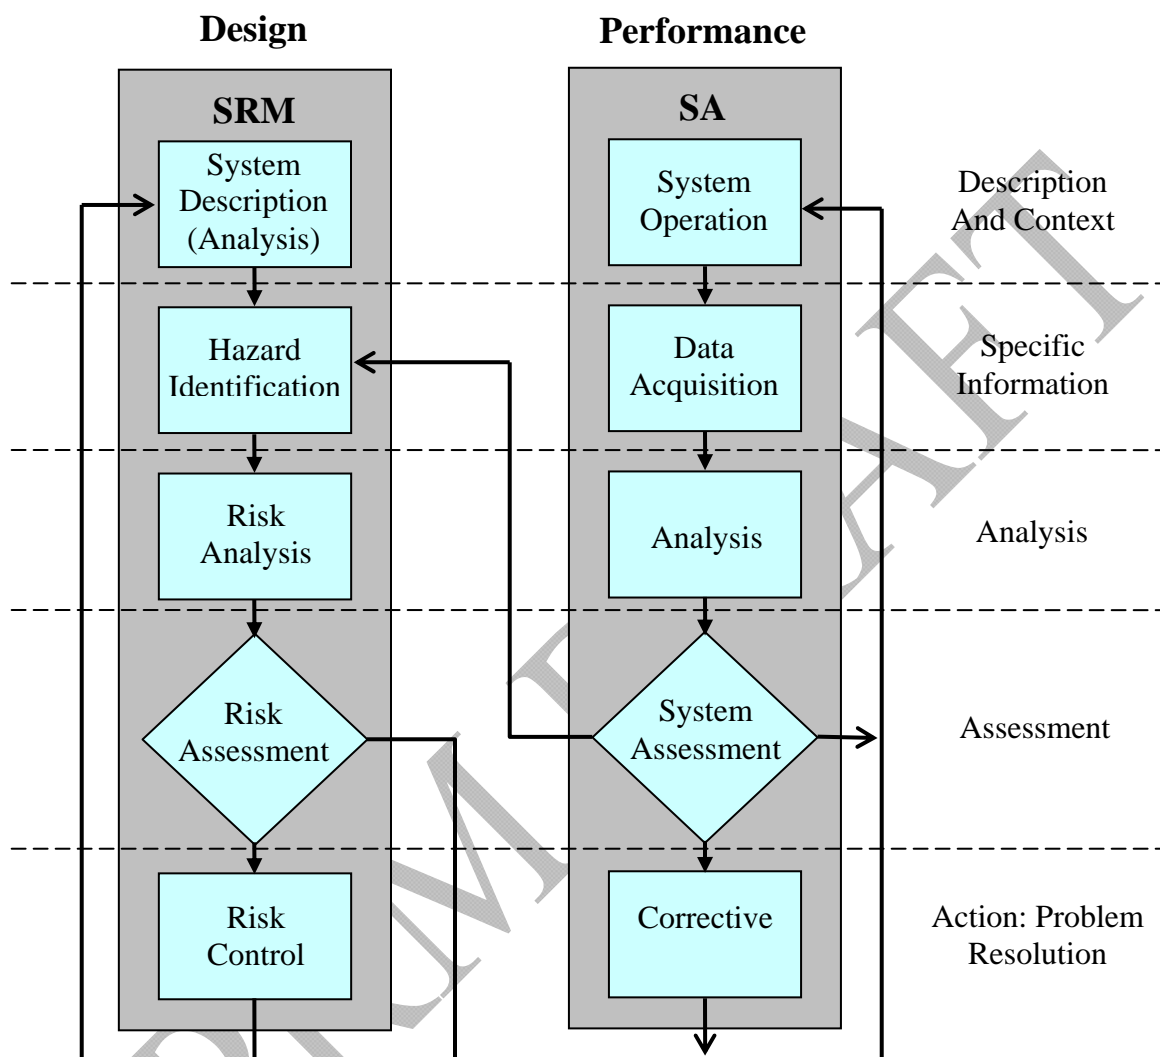 Design
Performance
SRM
SA
System
Description
(Analysis)
System
Operation
Description
And Context
Hazard
Identification
Data
Acquisition
Specific
Information
Risk
Analysis
Analysis
Analysis
Risk
Assessment
System
Assessment
Assessment
Risk
Control
Corrective
Action: Problem
Resolution